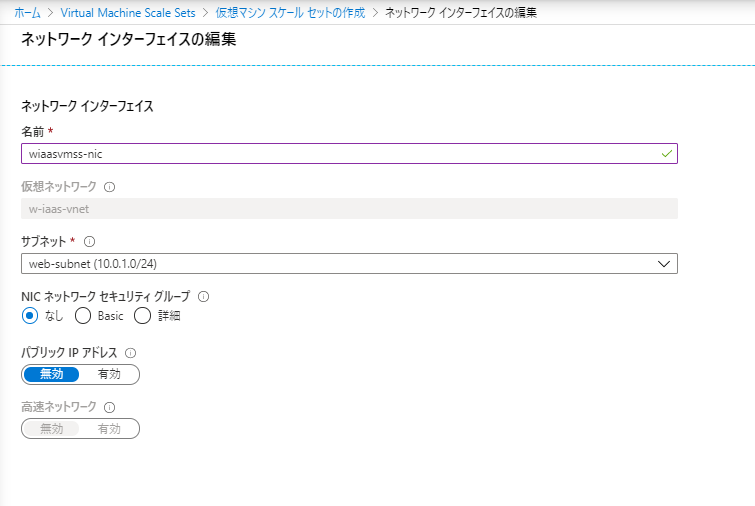 ホーム > Virtual Machine Scale Sets > 仮想マシン スケール セットの作成 > ネットワーク インターフェイスの編集
ネットワーク インターフェイスの編集
ネットワーク インターフェイス
名前 *
wiaasvmss-nic
仮想ネットワーク
w-iaas-vnet
サブネット *
web-subnet (10.0.1.0/24)
NIC ネットワーク セキュリティ グループ
なし Basic 詳細
パブリック IP アドレス
無効 有効
高速ネットワーク
無効 有効